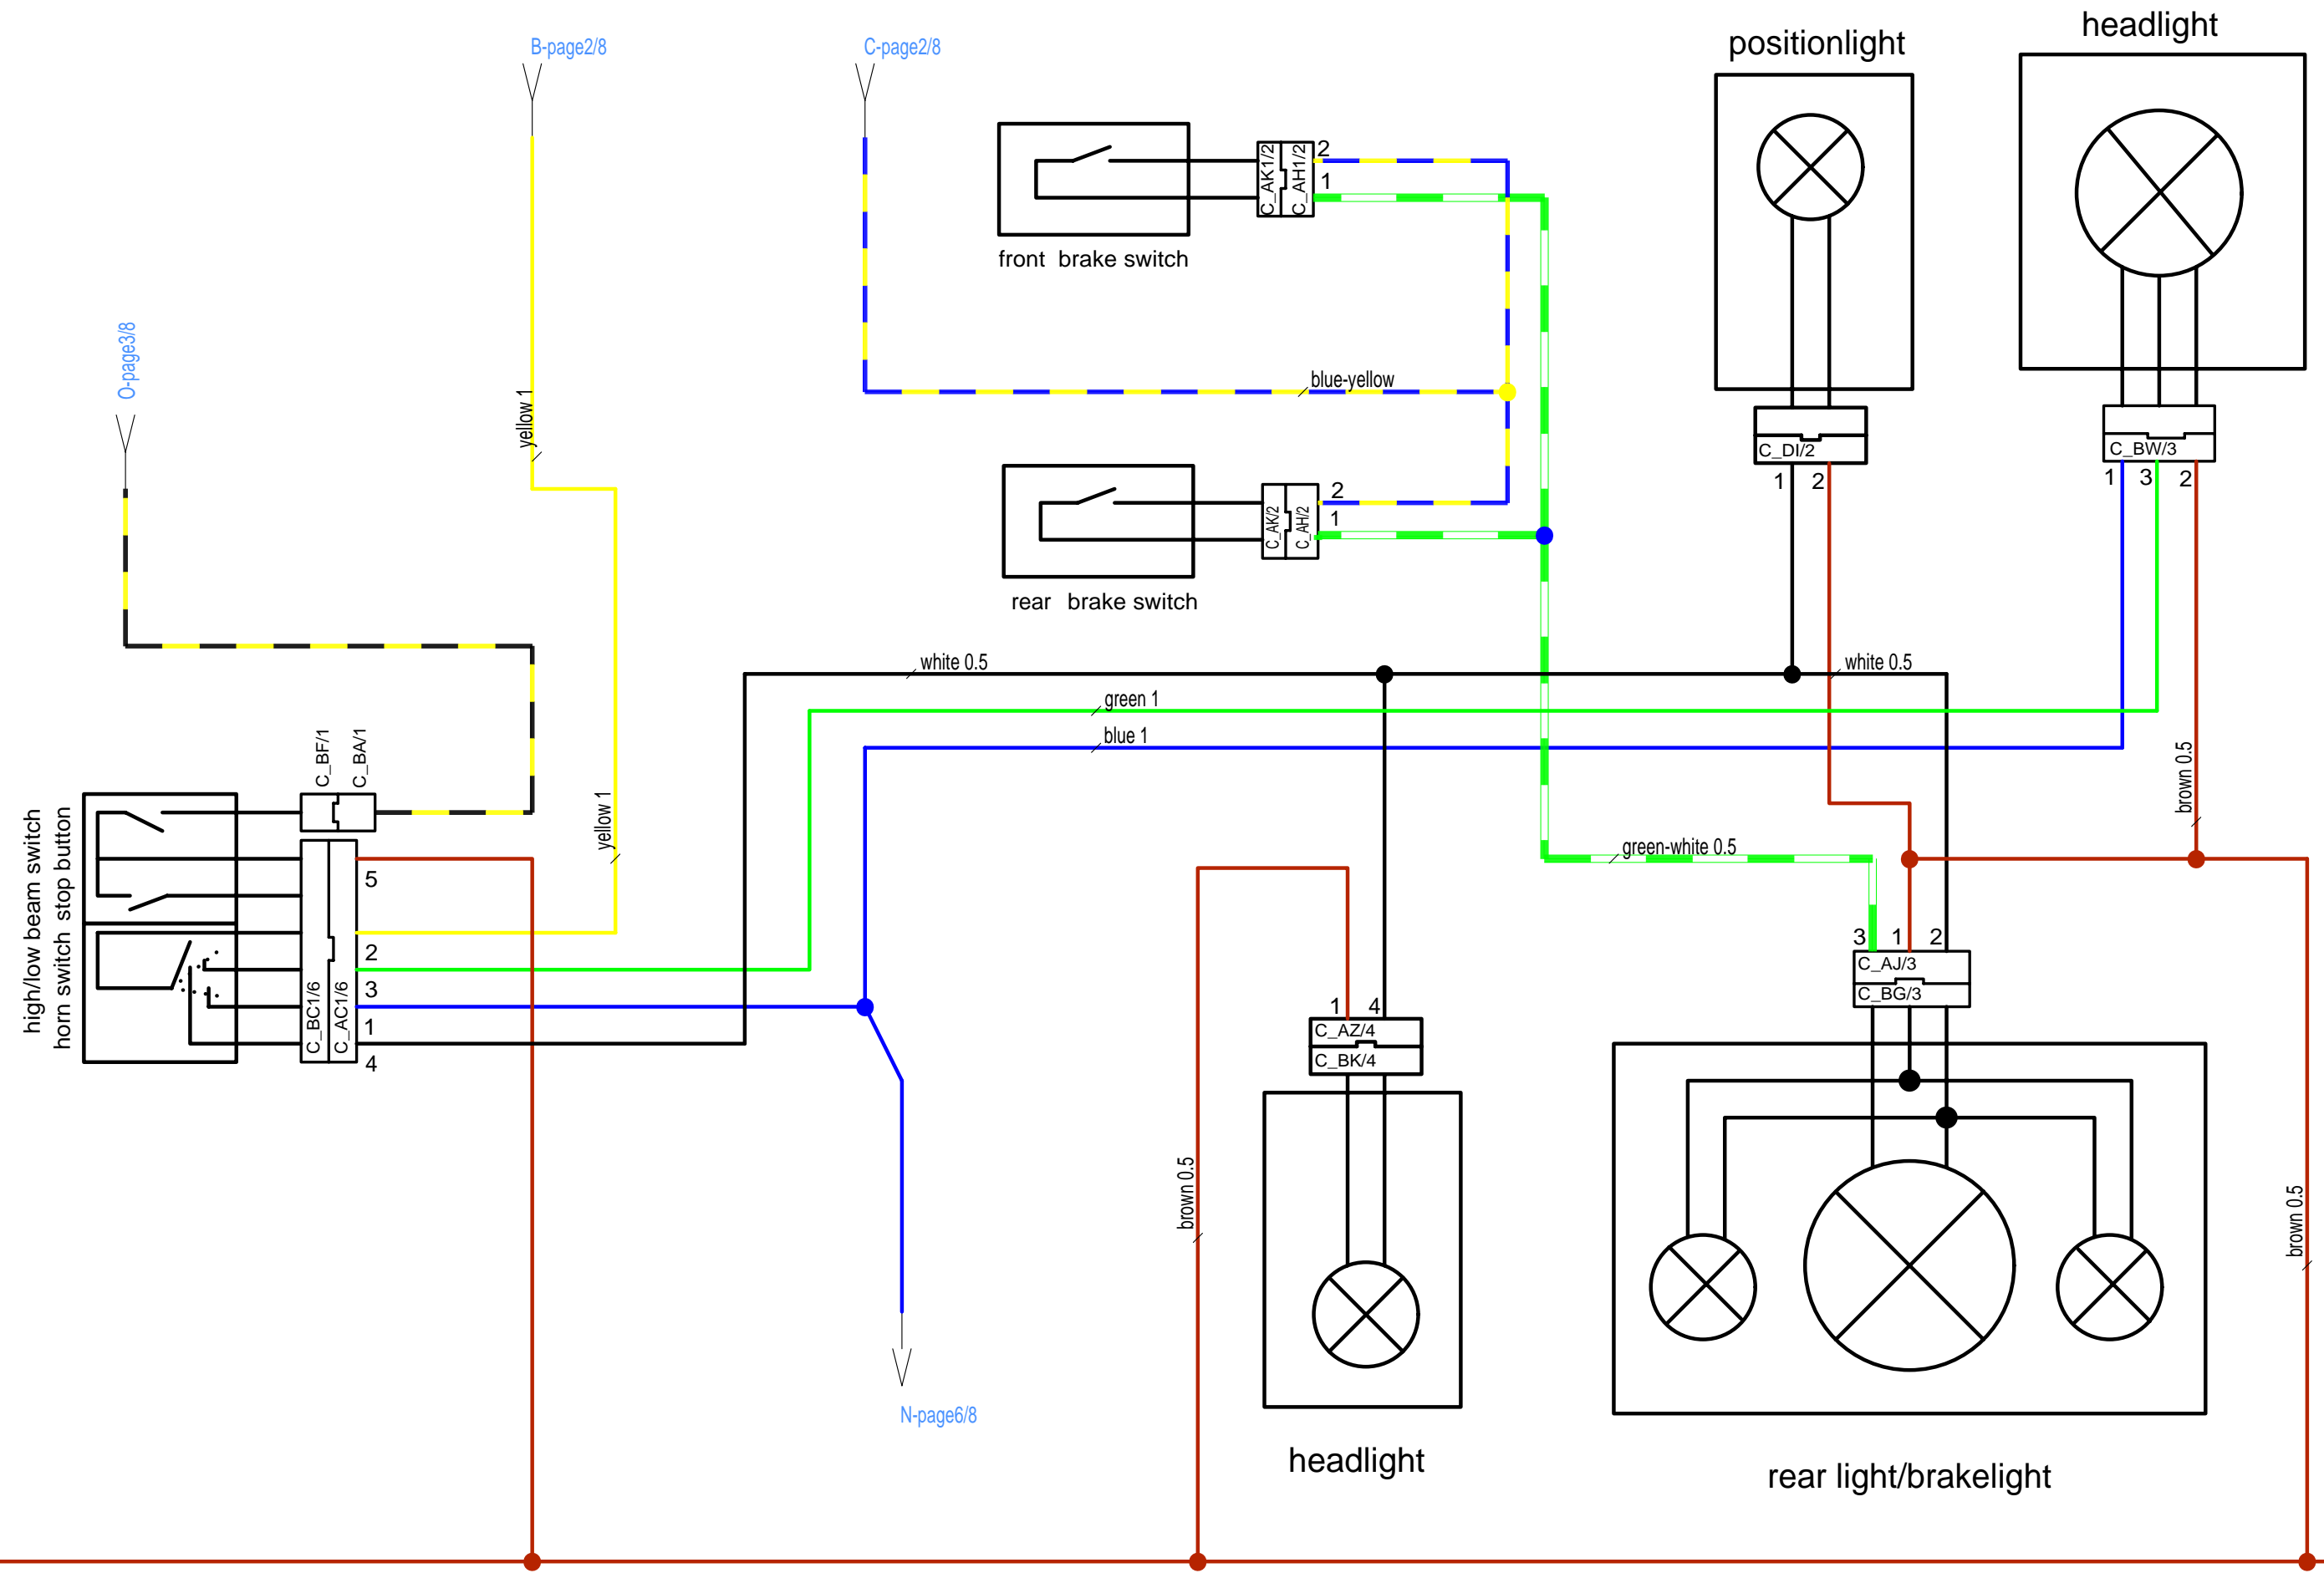 headlight
positionlight
B-page2/8
C-page2/8
C_AK1/2
C_AH1/2
2
1
front brake switch
O-page3/8
yellow 1
blue-yellow
C_DI/2
1
2
C_BW/3
1
3
2
C_AK/2
C_AH/2
2
1
rear brake switch
white 0.5
white 0.5
green 1
blue 1
brown 0.5
C_BF/1
C_BA/1
yellow 1
green-white 0.5
high/low beam switch
horn switch stop button
C_BC1/6
C_AC1/6
5
2
3
1
4
3
1
2
C_AJ/3
C_BG/3
1
4
C_AZ/4
C_BK/4
brown 0.5
brown 0.5
N-page6/8
headlight
rear light/brakelight